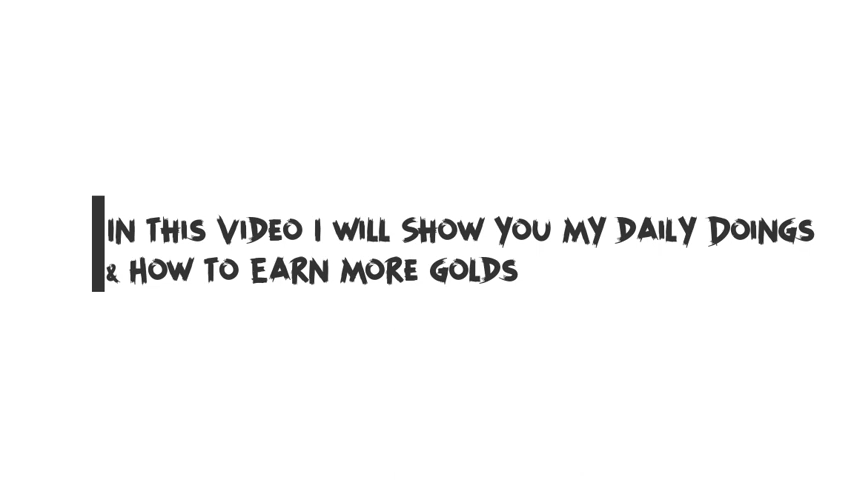 IN THIS VIDEO I WILL SHOW YOU MY DAILY DOINGS
& HOW TO EARN MORE GOLDS